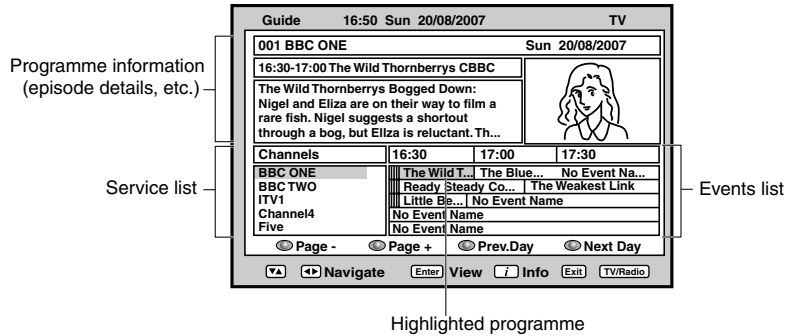 Guide 16:50 Sun 20/08/2007 TV
001 BBC ONE Sun 20/08/2007
16:30-17:00 The Wild Thornberrys CBBC
Programme information
(episode details, etc.)
The Wild Thornberrys Bogged Down:
Nigel and Eliza are on their way to film a
rare fish. Nigel suggests a shortout
through a bog, but Ellza is reluctant. Th...
Channels 16:30 17:00 17:30
Service list
BBC ONE The Wild T... The Blue... No Event Na...
BBC TWO Ready Steady Co... The Weakest Link
ITV1 Little Be... No Event Name
Channel4 No Event Name
Five No Event Name
Events list
Page - Page + Prev.Day Next Day
Navigate Enter View i Info Exit TV/Radio
Highlighted programme